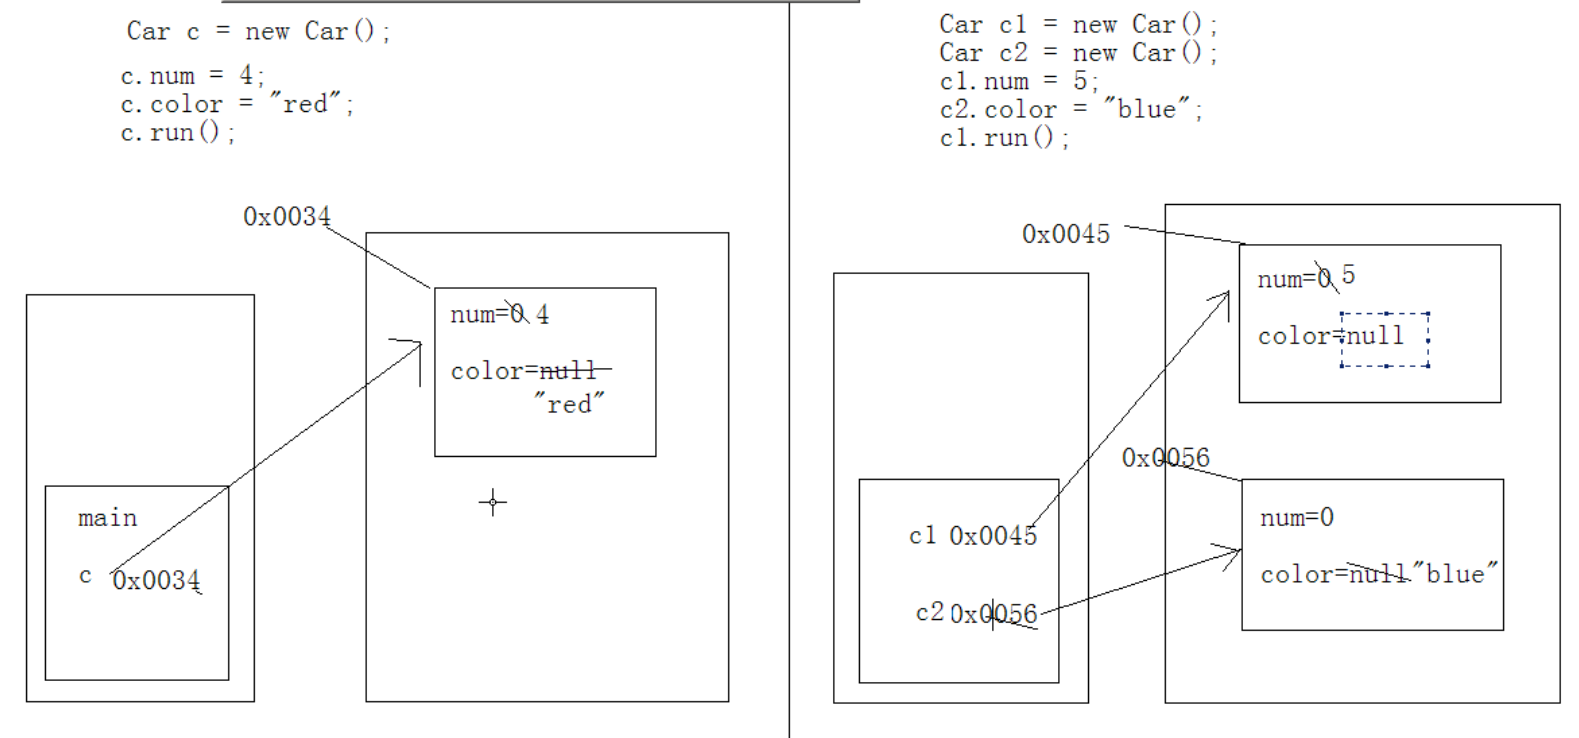 Car c = new Car();
c.num = 4;
c.color = "red";
c.run();
0x0034
num=0 4
color=null
"red"
main
c 0x0034
Car c1 = new Car();
Car c2 = new Car();
c1.num = 5;
c2.color = "blue";
c1.run();
0x0045
num=0 5
color=null
0x0056
c1 0x0045
num=0
color=null"blue"
c2 0x0056